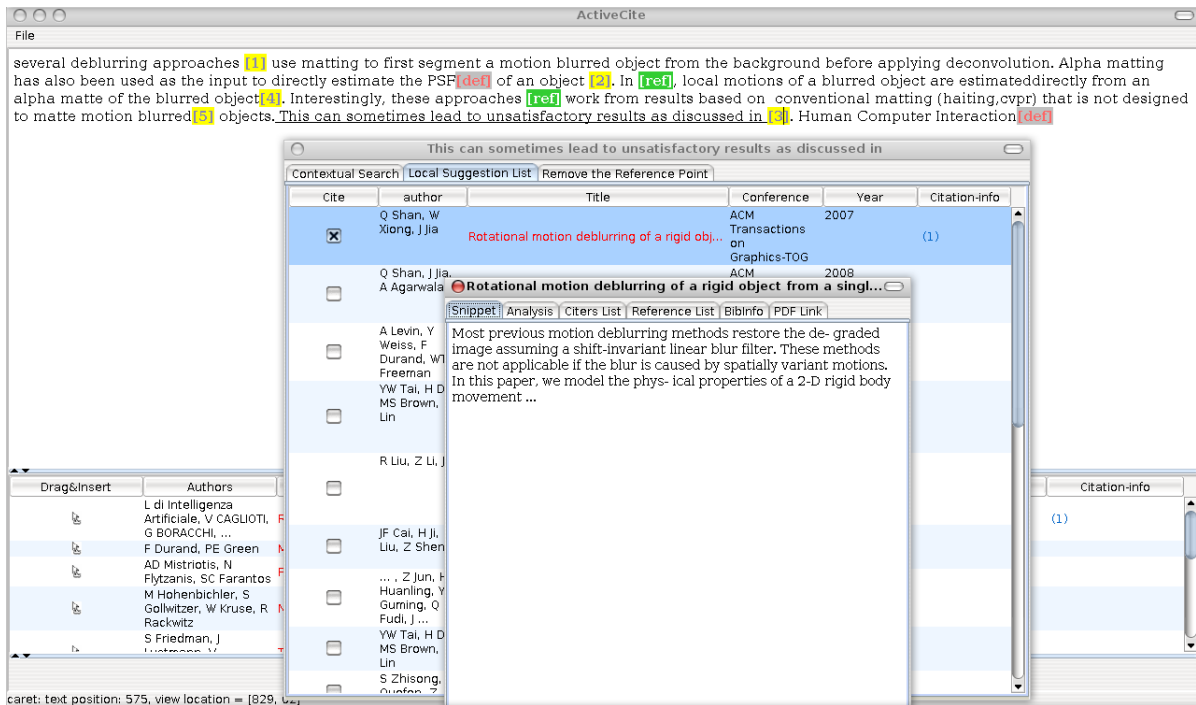 ActiveCite
File
several deblurring approaches [1] use matting to first segment a motion blurred object from the background before applying deconvolution. Alpha matting
has also been used as the input to directly estimate the PSF[def] of an object [2]. In [ref], local motions of a blurred object are estimateddirectly from an
alpha matte of the blurred object[4]. Interestingly, these approaches [ref] work from results based on conventional matting (haiting,cvpr) that is not designed
to matte motion blurred[5] objects. This can sometimes lead to unsatisfactory results as discussed in [3]. Human Computer Interaction[def]
This can sometimes lead to unsatisfactory results as discussed in
Contextual Search Local Suggestion List Remove the Reference Point
Cite author Title Conference Year Citation-info
Q Shan, W
Xiong, J Jia
Rotational motion deblurring of a rigid obj...
ACM
Transactions
on
Graphics-TOG
2007
(1)
Q Shan, J Jia,
A Agarwala
ACM
2008
A Levin, Y
Weiss, F
Durand, WT
Freeman
YW Tai, H D
MS Brown,
Lin
R Liu, Z Li, J
JF Cai, H Ji,
Liu, Z Shen
... , Z Jun, H
Huanling, Y
Guming, Q
Fudi, J ...
YW Tai, H D
MS Brown,
Lin
S Zhisong,
Rotational motion deblurring of a rigid object from a singl...
Snippet Analysis Citers List Reference List BibInfo PDF Link
Most previous motion deblurring methods restore the de- graded
image assuming a shift-invariant linear blur filter. These methods
are not applicable if the blur is caused by spatially variant motions.
In this paper, we model the phys- ical properties of a 2-D rigid body
movement ...
Drag&Insert Authors Citation-info
L di Intelligenza
Artificiale, V CAGLIOTI,
G BORACCHI, ...
(1)
F Durand, PE Green
AD Mistriotis, N
Flytzanis, SC Farantos
M Hohenbichler, S
Gollwitzer, W Kruse, R
Rackwitz
S Friedman, J
caret: text position: 575, view location = [829,